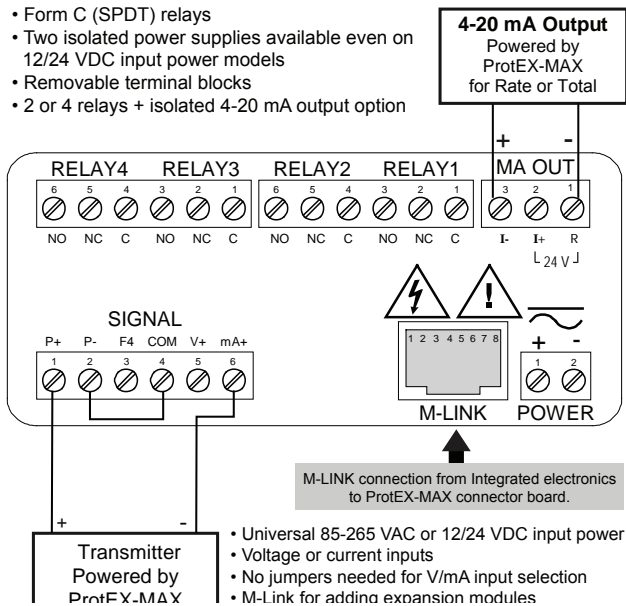 • Form C (SPDT) relays
• Two isolated power supplies available even on
12/24 VDC input power models
• Removable terminal blocks
• 2 or 4 relays + isolated 4-20 mA output option
4-20 mA Output
Powered by
ProtEX-MAX
for Rate or Total
+ -
RELAY4 RELAY3 RELAY2 RELAY1 MA OUT
6 5 4 3 2 1 6 5 4 3 2 1 3 2 1
NO NC C NO NC C NO NC C NO NC C I- I+ R
24 V
SIGNAL
P+ P- F4 COM V+ mA+
1 2 3 4 5 6
1 2 3 4 5 6 7 8
M-LINK
+ -
1 2
POWER
M-LINK connection from Integrated electronics
to ProtEX-MAX connector board.
+ -
Transmitter
Powered by
ProtEX-MAX
• Universal 85-265 VAC or 12/24 VDC input power
• Voltage or current inputs
• No jumpers needed for V/mA input selection
• M-Link for adding expansion modules